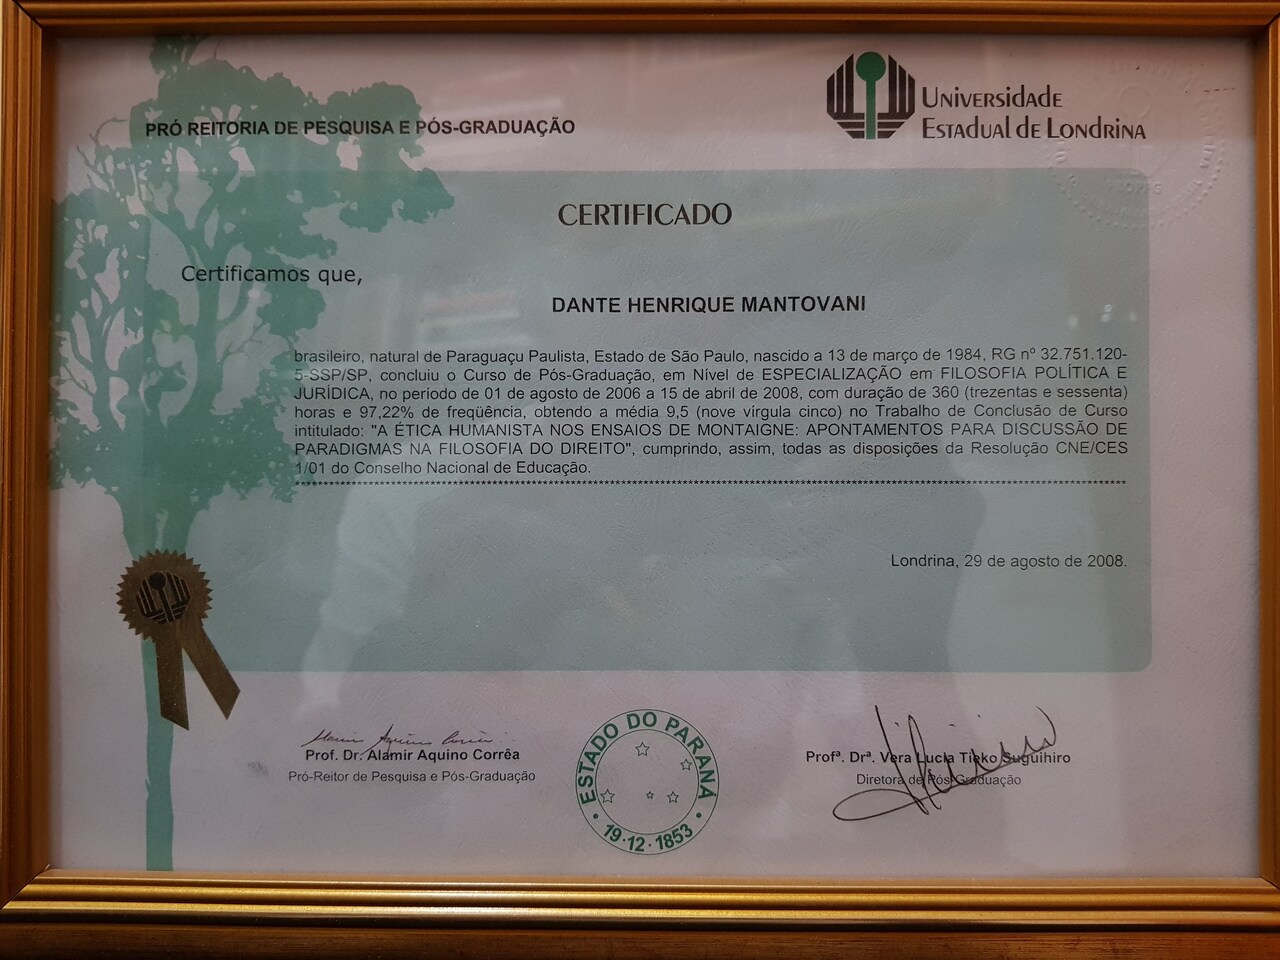 PRÓ REITORIA DE PESQUISA E PÓS-GRADUAÇÃO
UNIVERSIDADE
ESTADUAL DE LONDRINA
CERTIFICADO
Certificamos que,
DANTE HENRIQUE MANTOVANI
brasileiro, natural de Paraguaçu Paulista, Estado de São Paulo, nascido a 13 de março de 1984, RG nº 32.751.120-
5-SSP/SP, concluiu o Curso de Pós-Graduação, em Nível de ESPECIALIZAÇÃO em FILOSOFIA POLÍTICA E
JURÍDICA, no período de 01 de agosto de 2006 a 15 de abril de 2008, com duração de 360 (trezentas e sessenta)
horas e 97,22% de freqüência, obtendo a média 9,5 (nove vírgula cinco) no Trabalho de Conclusão de Curso
intitulado: "A ÉTICA HUMANISTA NOS ENSAIOS DE MONTAIGNE: APONTAMENTOS PARA DISCUSSÃO DE
PARADIGMAS NA FILOSOFIA DO DIREITO", cumprindo, assim, todas as disposições da Resolução CNE/CES
1/01 do Conselho Nacional de Educação.
Londrina, 29 de agosto de 2008.
Prof. Dr. Alamir Aquino Corrêa
Pró-Reitor de Pesquisa e Pós-Graduação
ESTADO DO PARANÁ
19·12·1853
Profª. Drª. Vera Lucia Tieko Suguihiro
Diretora de Pós-Graduação